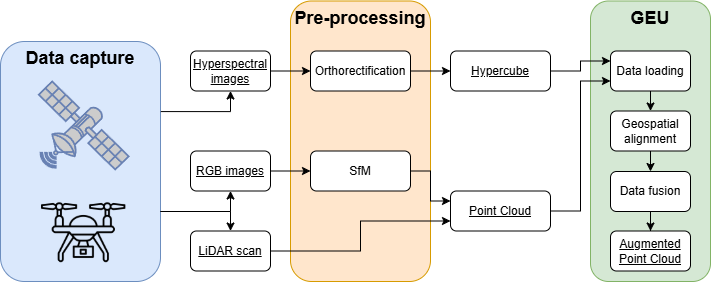 Data capture
Pre-processing
GEU
Hyperspectral
images
Orthorectification
Hypercube
Data loading
Geospatial
alignment
RGB images
SfM
Data fusion
Point Cloud
LiDAR scan
Augmented
Point Cloud